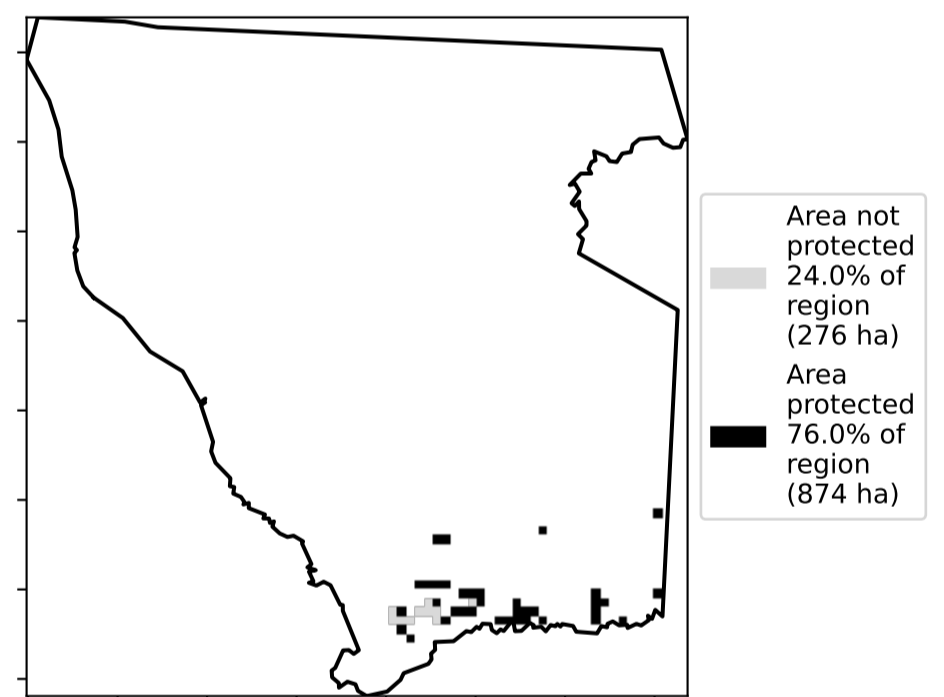 Area not
protected
24.0% of
region
(276 ha)
Area
protected
76.0% of
region
(874 ha)